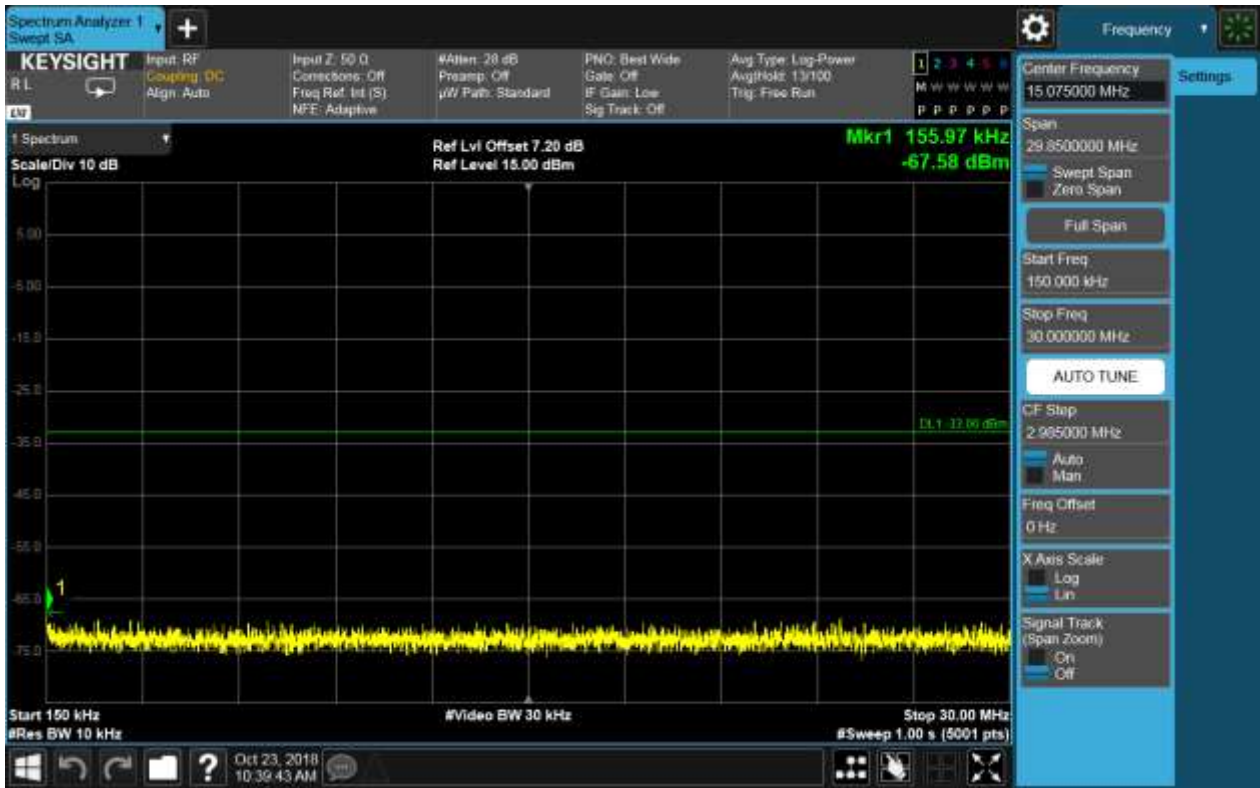 Spectrum Analyzer 1
Swept SA
+
Frequency
KEYSIGHT
R L
Input: RF
Coupling: DC
Align: Auto
Input Z: 50 Ω
Corrections: Off
Freq Ref: Int (S)
NFE: Adaptive
#Atten: 28 dB
Preamp: Off
µW Path: Standard
PNO: Best Wide
Gate: Off
IF Gain: Low
Sig Track: Off
Avg Type: Log-Power
Avg|Hold: 13/100
Trig: Free Run
1 2 3 4 5 6
M W W W W W
P P P P P P
1 Spectrum
Scale/Div 10 dB
Log
Ref Lvl Offset 7.20 dB
Ref Level 15.00 dBm
Mkr1 155.97 kHz
-67.58 dBm
5.00
-5.00
-15.0
-25.0
-35.0
-45.0
-55.0
-65.0
-75.0
DL1 -33.00 dBm
1
Start 150 kHz
#Res BW 10 kHz
#Video BW 30 kHz
Stop 30.00 MHz
#Sweep 1.00 s (5001 pts)
?
Oct 23, 2018
10:39:43 AM
Center Frequency
15.075000 MHz
Settings
Span
29.8500000 MHz
Swept Span
Zero Span
Full Span
Start Freq
150.000 kHz
Stop Freq
30.000000 MHz
AUTO TUNE
CF Step
2.985000 MHz
Auto
Man
Freq Offset
0 Hz
X Axis Scale
Log
Lin
Signal Track
(Span Zoom)
On
Off